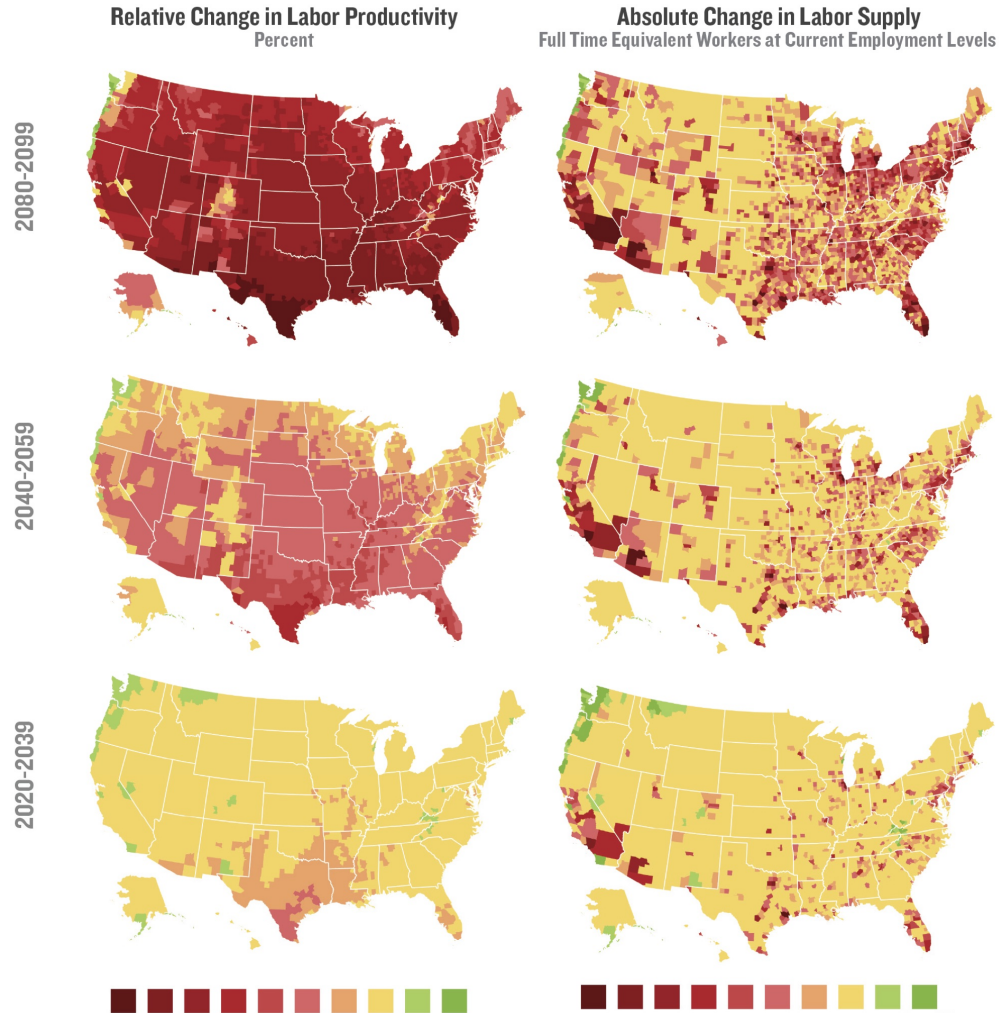 Relative Change in Labor Productivity
Percent
Absolute Change in Labor Supply
Full Time Equivalent Workers at Current Employment Levels
2080-2099
2040-2059
2020-2039